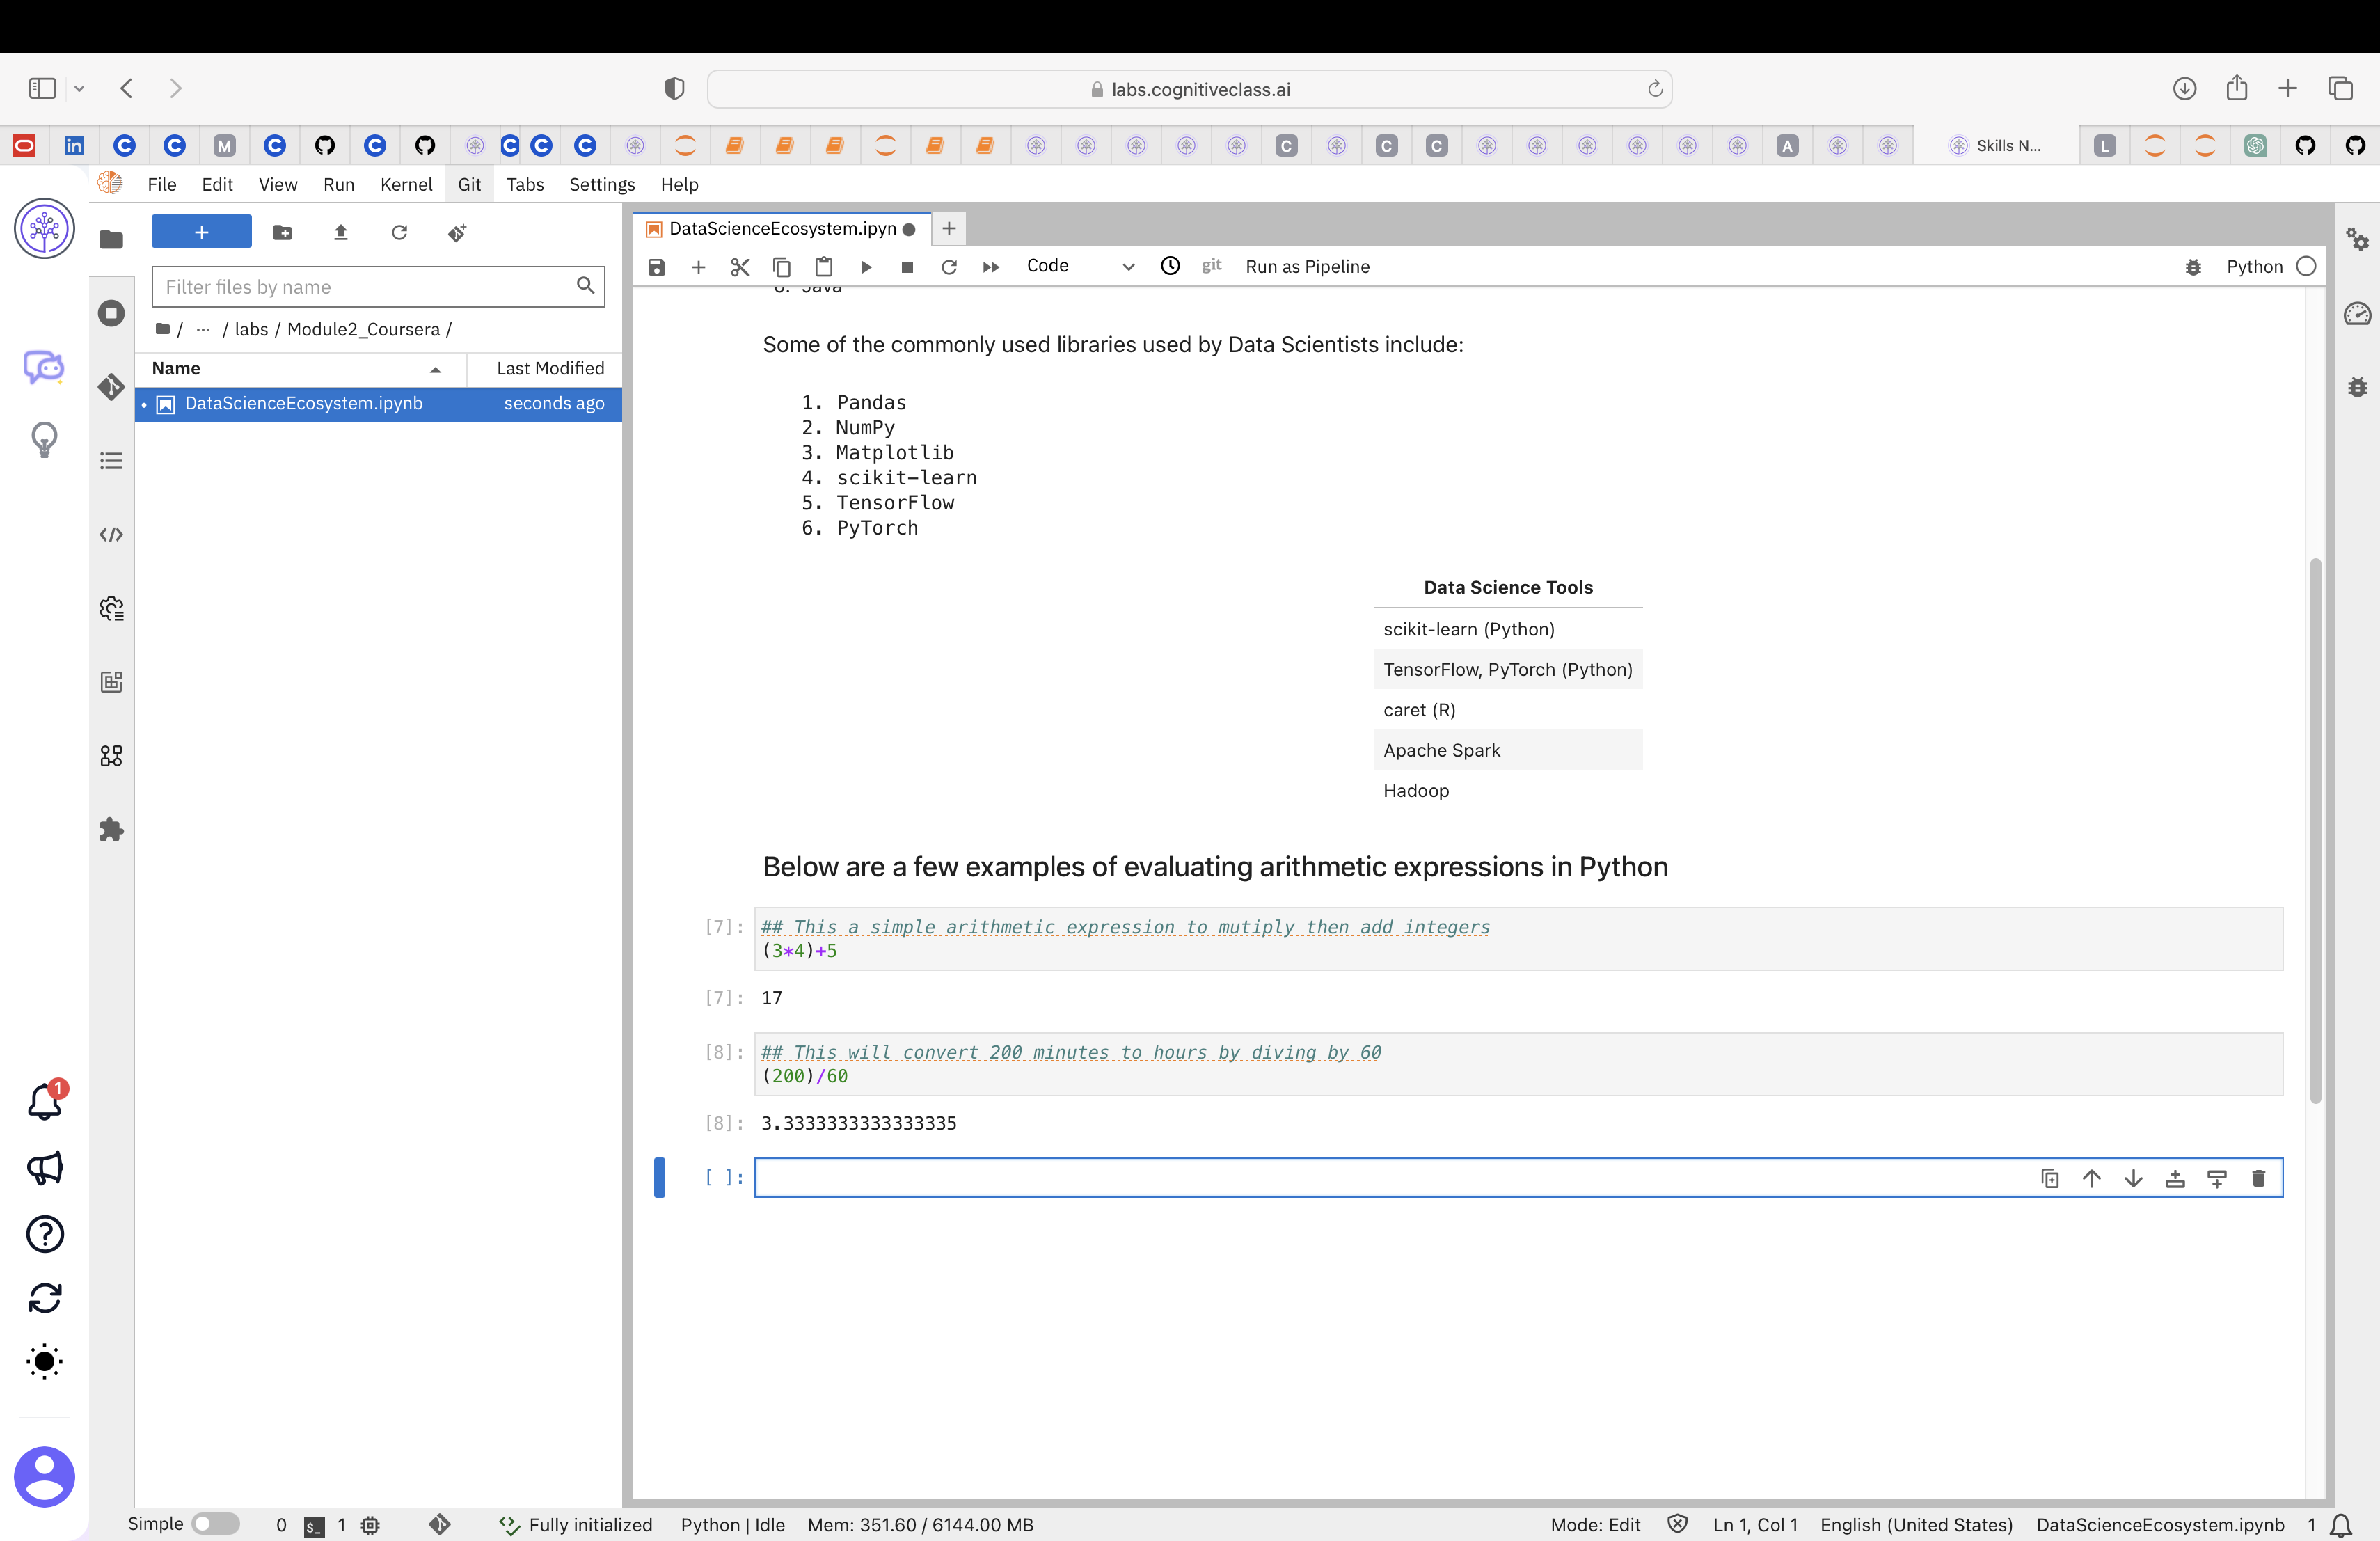 labs.cognitiveclass.ai
M
C
C
C
A
Skills N...
L
File Edit View Run Kernel Git Tabs Settings Help
DataScienceEcosystem.ipyn
Code
git
Run as Pipeline
Python
Filter files by name
/ ... / labs / Module2_Coursera /
Name Last Modified
DataScienceEcosystem.ipynb seconds ago
6. Java
Some of the commonly used libraries used by Data Scientists include:
1. Pandas
2. NumPy
3. Matplotlib
4. scikit-learn
5. TensorFlow
6. PyTorch
Data Science Tools
scikit-learn (Python)
TensorFlow, PyTorch (Python)
caret (R)
Apache Spark
Hadoop
Below are a few examples of evaluating arithmetic expressions in Python
[7]: ## This a simple arithmetic expression to mutiply then add integers
(3*4)+5
[7]: 17
[8]: ## This will convert 200 minutes to hours by diving by 60
(200)/60
[8]: 3.3333333333333335
[ ]:
1
Simple 0 $_ 1 Fully initialized Python | Idle Mem: 351.60 / 6144.00 MB Mode: Edit Ln 1, Col 1 English (United States) DataScienceEcosystem.ipynb 1